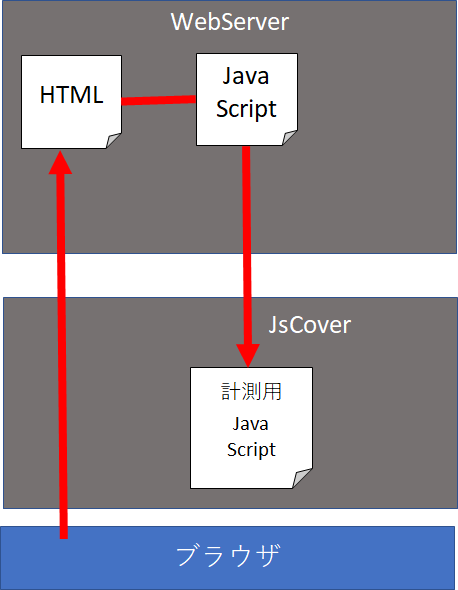 WebServer
HTML
Java
Script
JsCover
計測用
Java
Script
ブラウザ